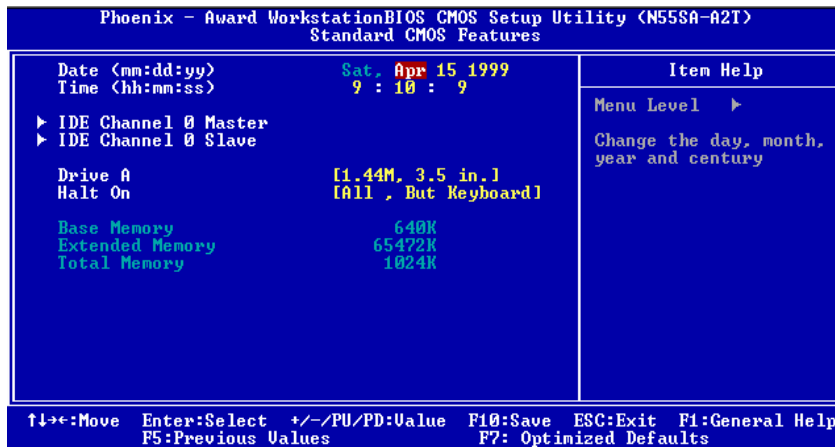 Phoenix - Award WorkstationBIOS CMOS Setup Utility (N55SA-A2T)
Standard CMOS Features
Date (mm:dd:yy) Sat, Apr 15 1999
Time (hh:mm:ss) 9 : 10 : 9
▶ IDE Channel 0 Master
▶ IDE Channel 0 Slave
Drive A [1.44M, 3.5 in.]
Halt On [All , But Keyboard]
Base Memory 640K
Extended Memory 65472K
Total Memory 1024K
Item Help
Menu Level ▶
Change the day, month,
year and century
↑↓→←:Move Enter:Select +/-/PU/PD:Value F10:Save ESC:Exit F1:General Help
F5:Previous Values F7: Optimized Defaults